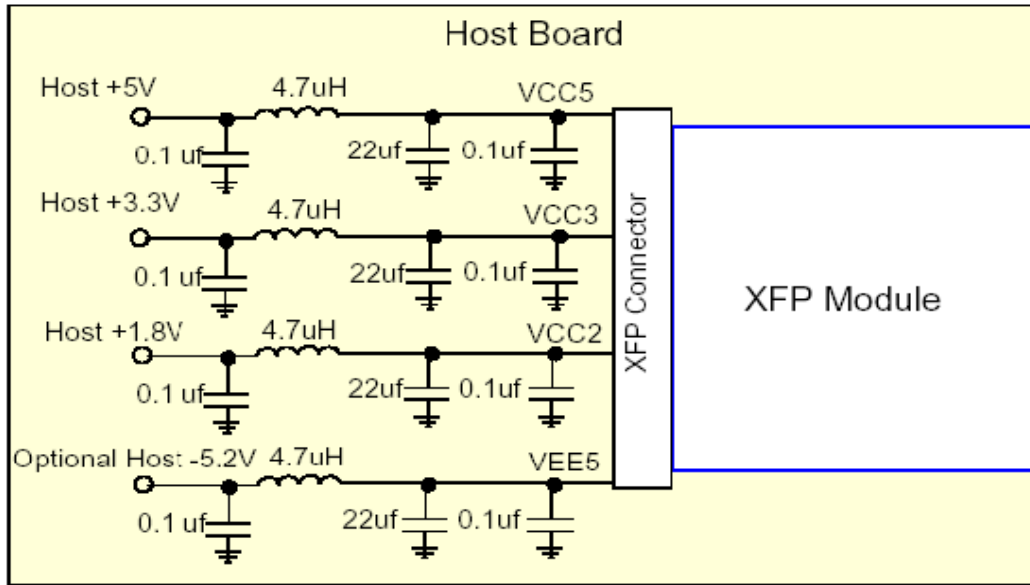 Host Board
Host +5V
4.7uH
VCC5
0.1 uf
22uf
0.1uf
Host +3.3V
4.7uH
VCC3
0.1 uf
22uf
0.1uf
Host +1.8V
4.7uH
VCC2
0.1 uf
22uf
0.1uf
Optional Host -5.2V
4.7uH
VEE5
0.1 uf
22uf
0.1uf
XFP Connector
XFP Module